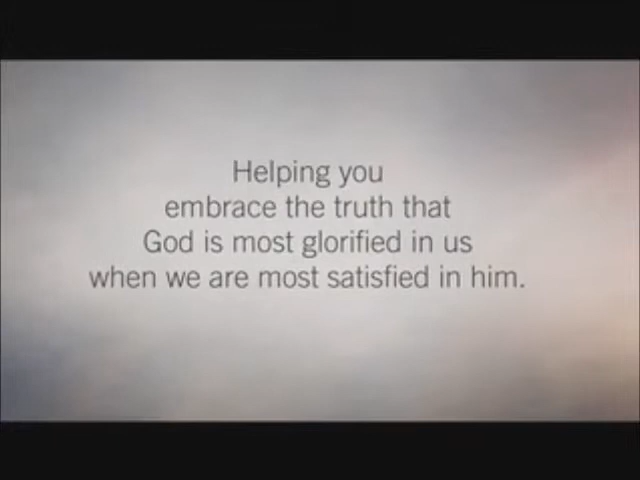 Helping you
embrace the truth that
God is most glorified in us
when we are most satisfied in him.